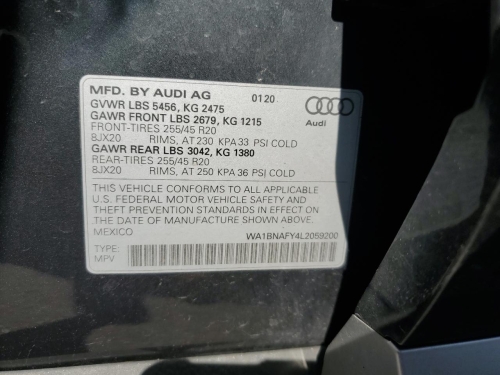 MFD. BY AUDI AG 0120
GVWR LBS 5456, KG 2475
GAWR FRONT LBS 2679, KG 1215
FRONT-TIRES 255/45 R20
8JX20 RIMS, AT 230 KPA 33 PSI COLD
GAWR REAR LBS 3042, KG 1380
REAR-TIRES 255/45 R20
8JX20 RIMS, AT 250 KPA 36 PSI COLD
THIS VEHICLE CONFORMS TO ALL APPLICABLE
U.S. FEDERAL MOTOR VEHICLE SAFETY AND
THEFT PREVENTION STANDARDS IN EFFECT ON
THE DATE OF MANUFACTURE SHOWN ABOVE.
MEXICO WA1BNAFY4L2059200
TYPE:
PASS. MPV
Audi